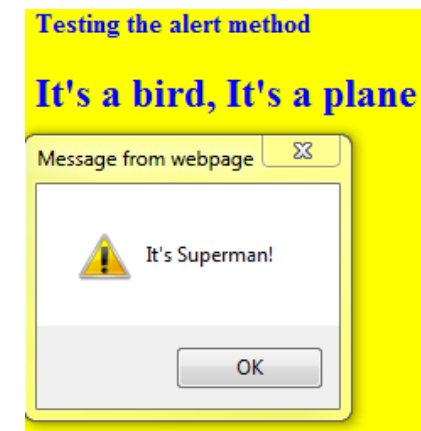 Testing the alert method
It's a bird, It's a plane
Message from webpage
It's Superman!
OK